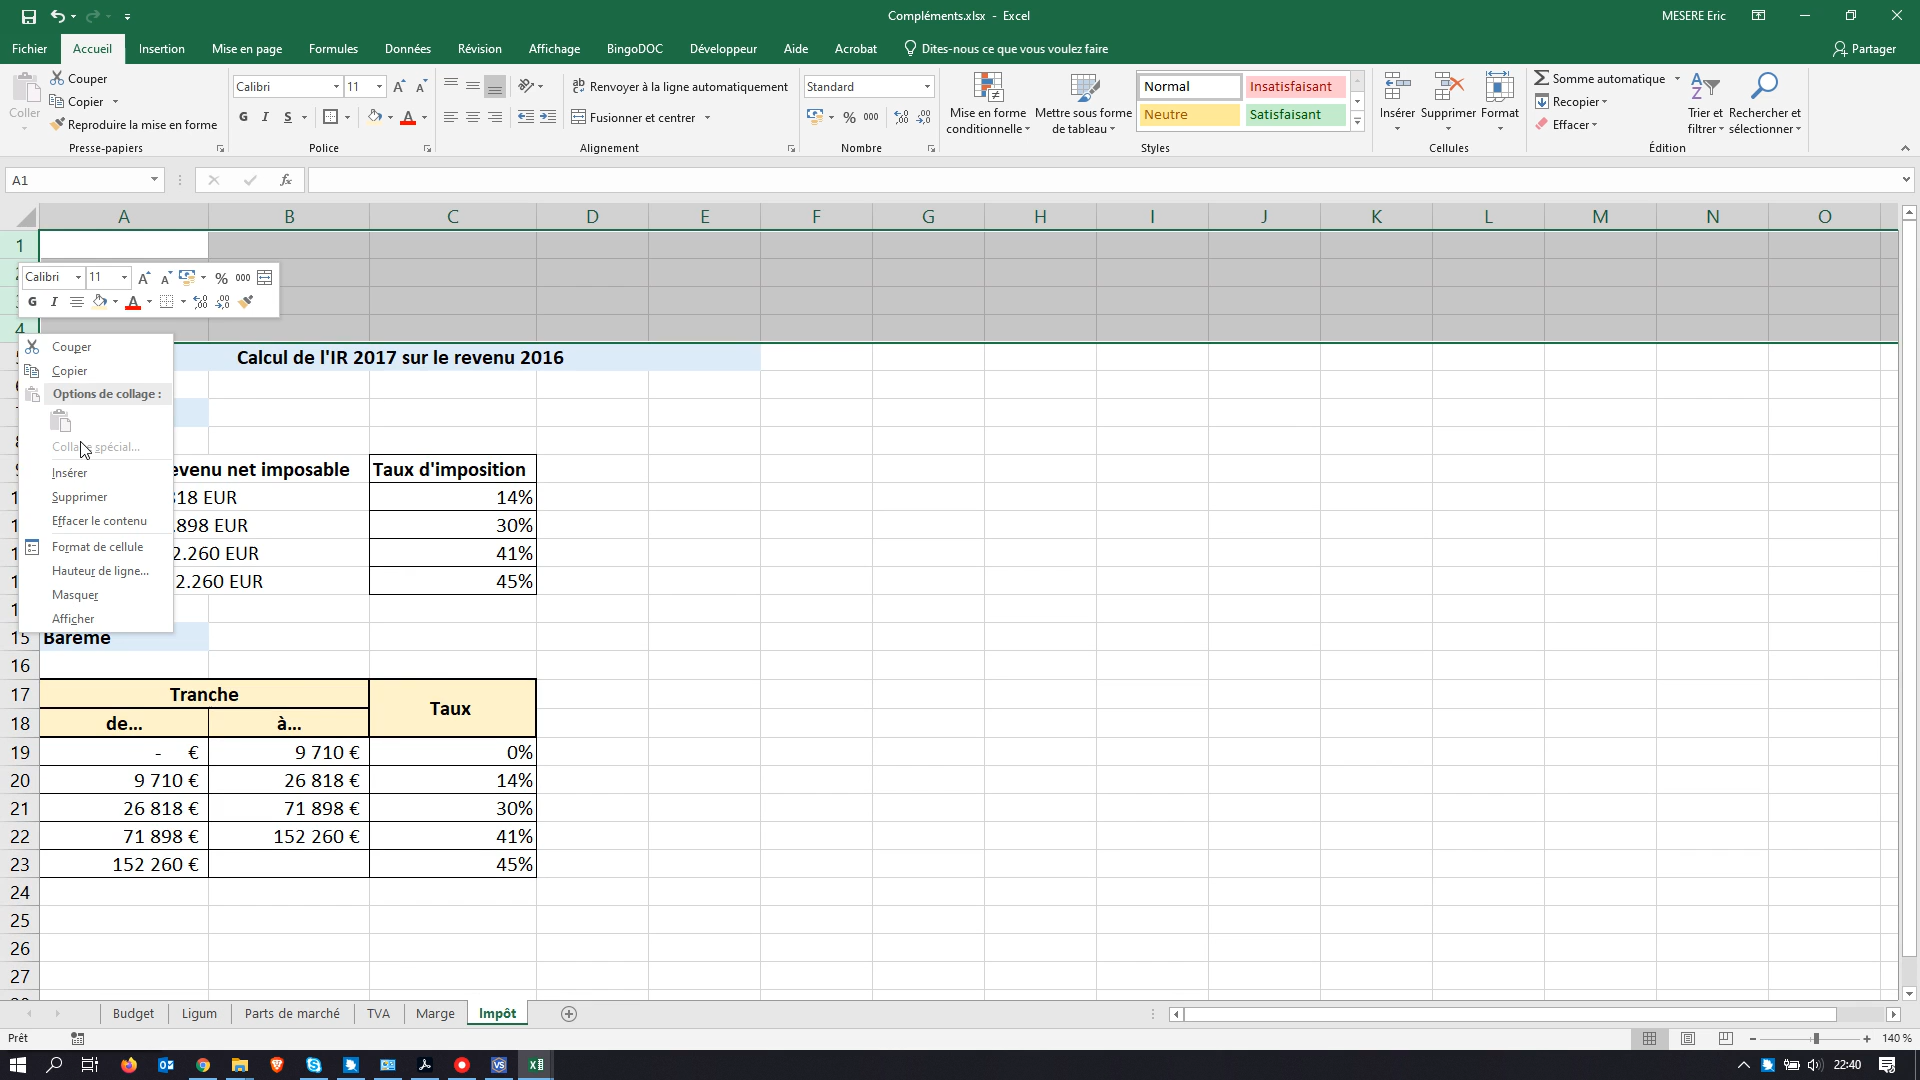 Compléments.xlsx - Excel
MESERE Eric
Fichier Accueil Insertion Mise en page Formules Données Révision Affichage BingoDOC Développeur Aide Acrobat Dites-nous ce que vous voulez faire Partager
Coller
Couper
Copier
Reproduire la mise en forme
Presse-papiers
Calibri 11
G I S
Police
Renvoyer à la ligne automatiquement
Fusionner et centrer
Alignement
Standard
% 000
Nombre
Mise en forme conditionnelle
Mettre sous forme de tableau
Normal Insatisfaisant
Neutre Satisfaisant
Styles
Insérer Supprimer Format
Cellules
Somme automatique
Recopier
Effacer
Trier et filtrer
Rechercher et sélectionner
Édition
A1
A B C D E F G H I J K L M N O
1
Calibri 11 % 000
G I
4
Couper
Copier
Options de collage :
Collage spécial...
Insérer
Supprimer
Effacer le contenu
Format de cellule
Hauteur de ligne...
Masquer
Afficher
Calcul de l'IR 2017 sur le revenu 2016
evenu net imposable Taux d'imposition
318 EUR 14%
.898 EUR 30%
2.260 EUR 41%
2.260 EUR 45%
15 Barème
16
17 Tranche Taux
18 de... à...
19 - € 9 710 € 0%
20 9 710 € 26 818 € 14%
21 26 818 € 71 898 € 30%
22 71 898 € 152 260 € 41%
23 152 260 € 45%
24
25
26
27
Budget Ligum Parts de marché TVA Marge Impôt
Prêt
140 %
22:40